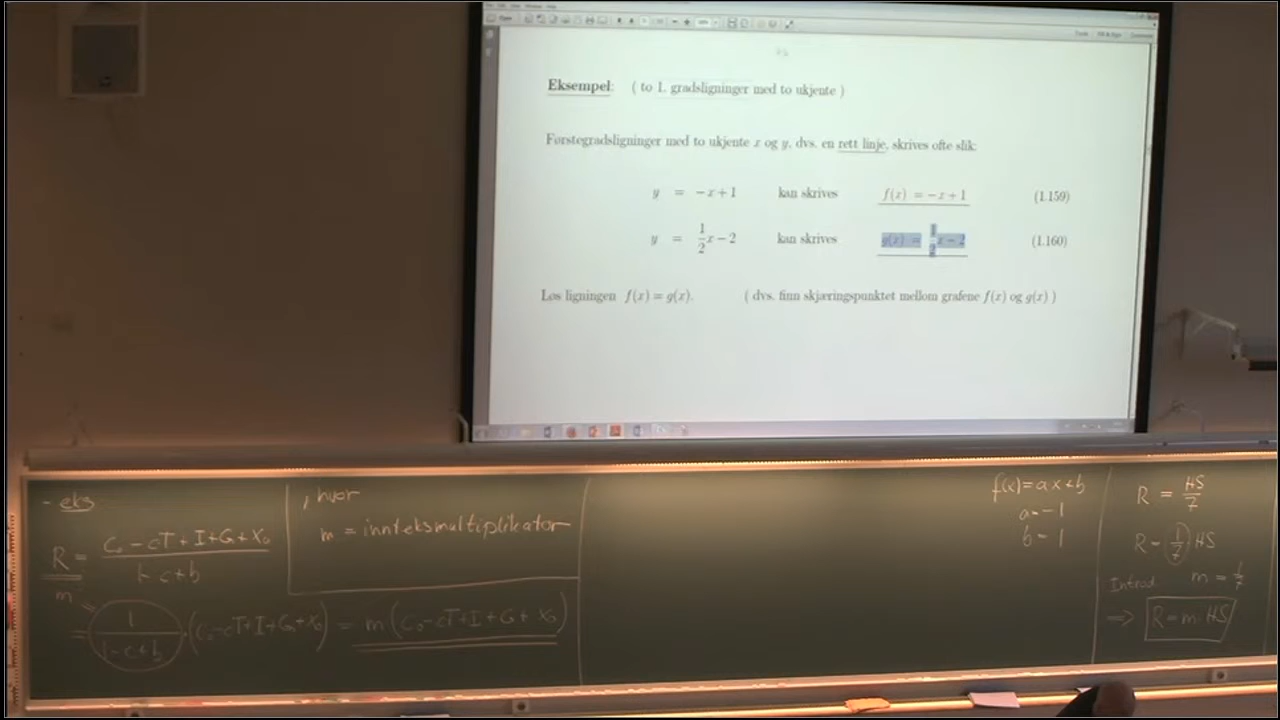 Eksempel: ( to 1. gradsligninger med to ukjente )
Førstegradsligninger med to ukjente x og y, dvs. en rett linje, skrives ofte slik:
y = −x + 1 kan skrives f(x) = −x + 1 (1.159)
y = 1/2 x − 2 kan skrives g(x) = 1/2 x − 2 (1.160)
Løs ligningen f(x) = g(x). ( dvs. finn skjæringspunktet mellom grafene f(x) og g(x) )
- eks
R = (C₀ − cT + I + G + X₀) / (1 − c + b)
m
= 1/(1 − c + b) · (C₀ − cT + I + G + X₀) = m (C₀ − cT + I + G + X₀)
, hvor
m = inntektsmultiplikator
f(x) = ax + b
a = −1
b = 1
R = HS/7
R = (1/7) HS
Introd. m = 1/7
⇒ R = m · HS